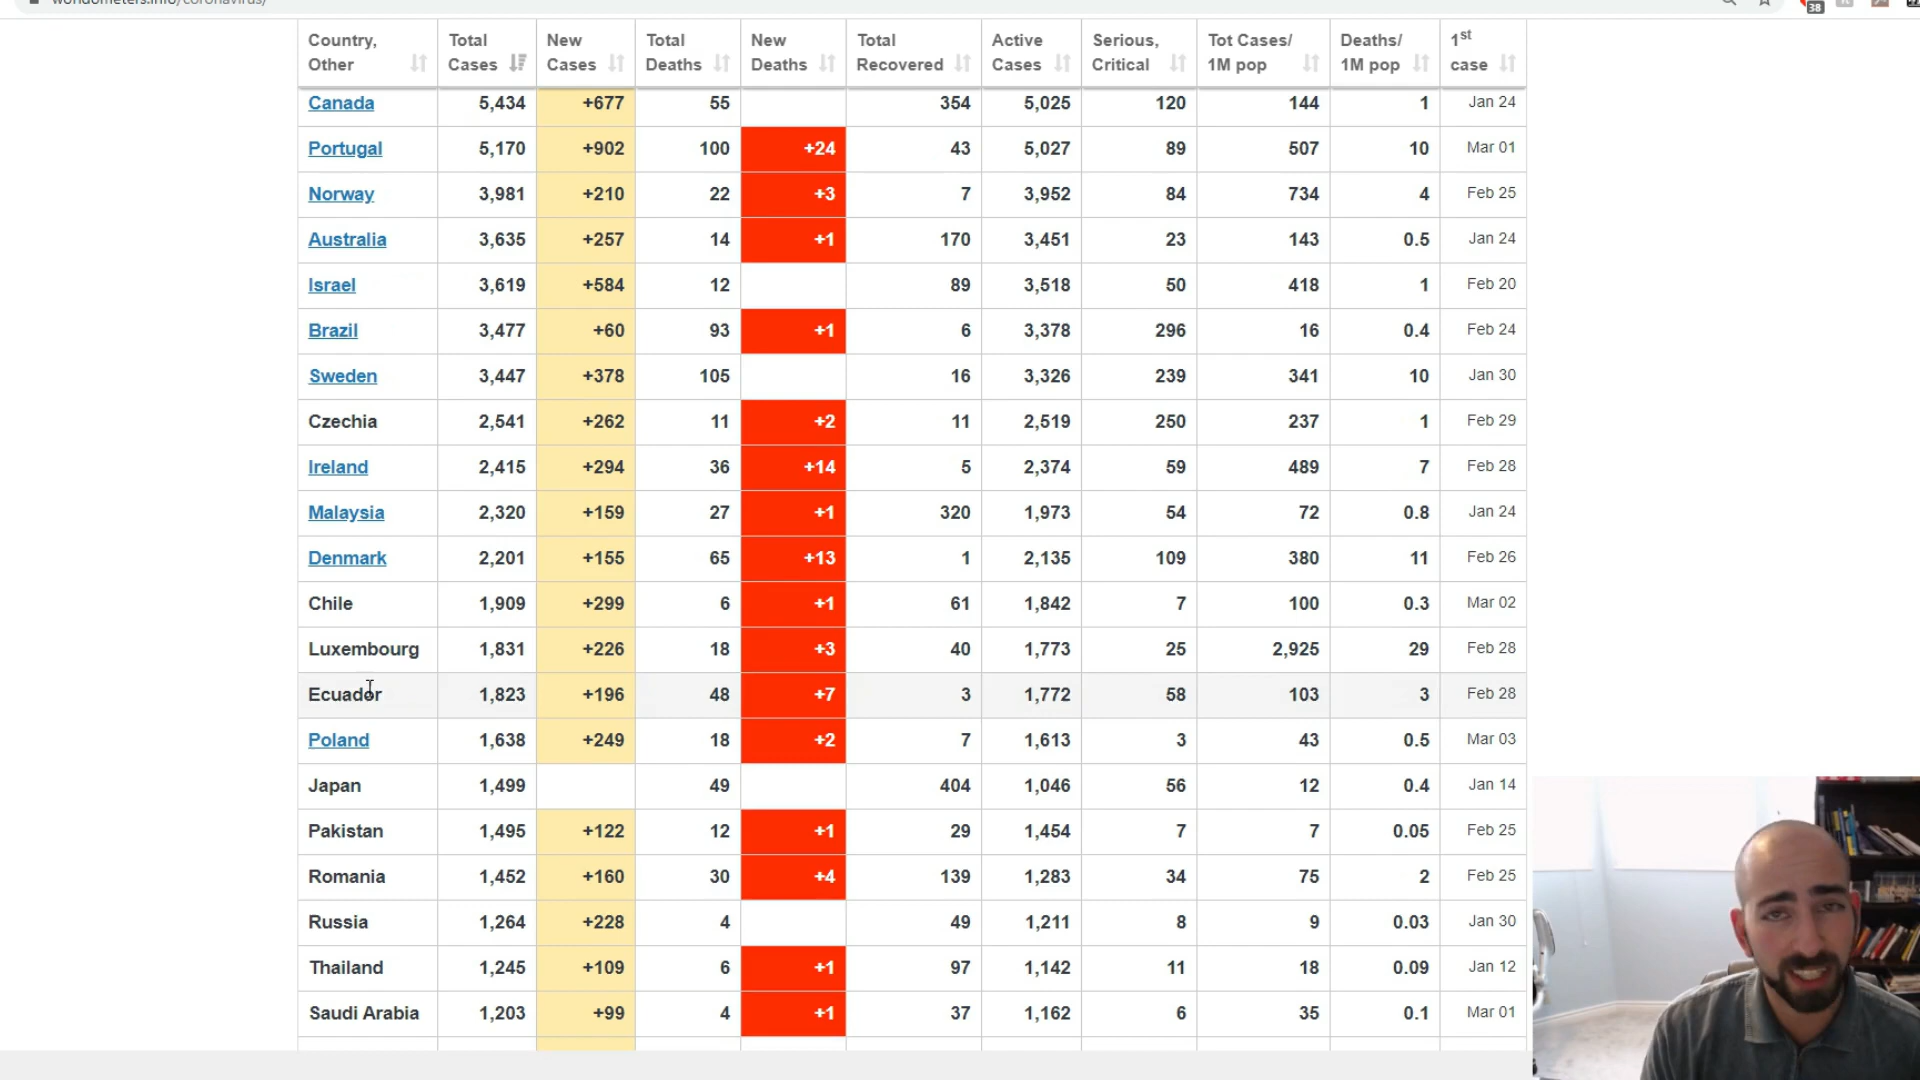 worldometers.info/coronavirus/
38
Country, Other Total Cases New Cases Total Deaths New Deaths Total Recovered Active Cases Serious, Critical Tot Cases/ 1M pop Deaths/ 1M pop 1st case
Canada 5,434 +677 55 354 5,025 120 144 1 Jan 24
Portugal 5,170 +902 100 +24 43 5,027 89 507 10 Mar 01
Norway 3,981 +210 22 +3 7 3,952 84 734 4 Feb 25
Australia 3,635 +257 14 +1 170 3,451 23 143 0.5 Jan 24
Israel 3,619 +584 12 89 3,518 50 418 1 Feb 20
Brazil 3,477 +60 93 +1 6 3,378 296 16 0.4 Feb 24
Sweden 3,447 +378 105 16 3,326 239 341 10 Jan 30
Czechia 2,541 +262 11 +2 11 2,519 250 237 1 Feb 29
Ireland 2,415 +294 36 +14 5 2,374 59 489 7 Feb 28
Malaysia 2,320 +159 27 +1 320 1,973 54 72 0.8 Jan 24
Denmark 2,201 +155 65 +13 1 2,135 109 380 11 Feb 26
Chile 1,909 +299 6 +1 61 1,842 7 100 0.3 Mar 02
Luxembourg 1,831 +226 18 +3 40 1,773 25 2,925 29 Feb 28
Ecuador 1,823 +196 48 +7 3 1,772 58 103 3 Feb 28
Poland 1,638 +249 18 +2 7 1,613 3 43 0.5 Mar 03
Japan 1,499 49 404 1,046 56 12 0.4 Jan 14
Pakistan 1,495 +122 12 +1 29 1,454 7 7 0.05 Feb 25
Romania 1,452 +160 30 +4 139 1,283 34 75 2 Feb 25
Russia 1,264 +228 4 49 1,211 8 9 0.03 Jan 30
Thailand 1,245 +109 6 +1 97 1,142 11 18 0.09 Jan 12
Saudi Arabia 1,203 +99 4 +1 37 1,162 6 35 0.1 Mar 01